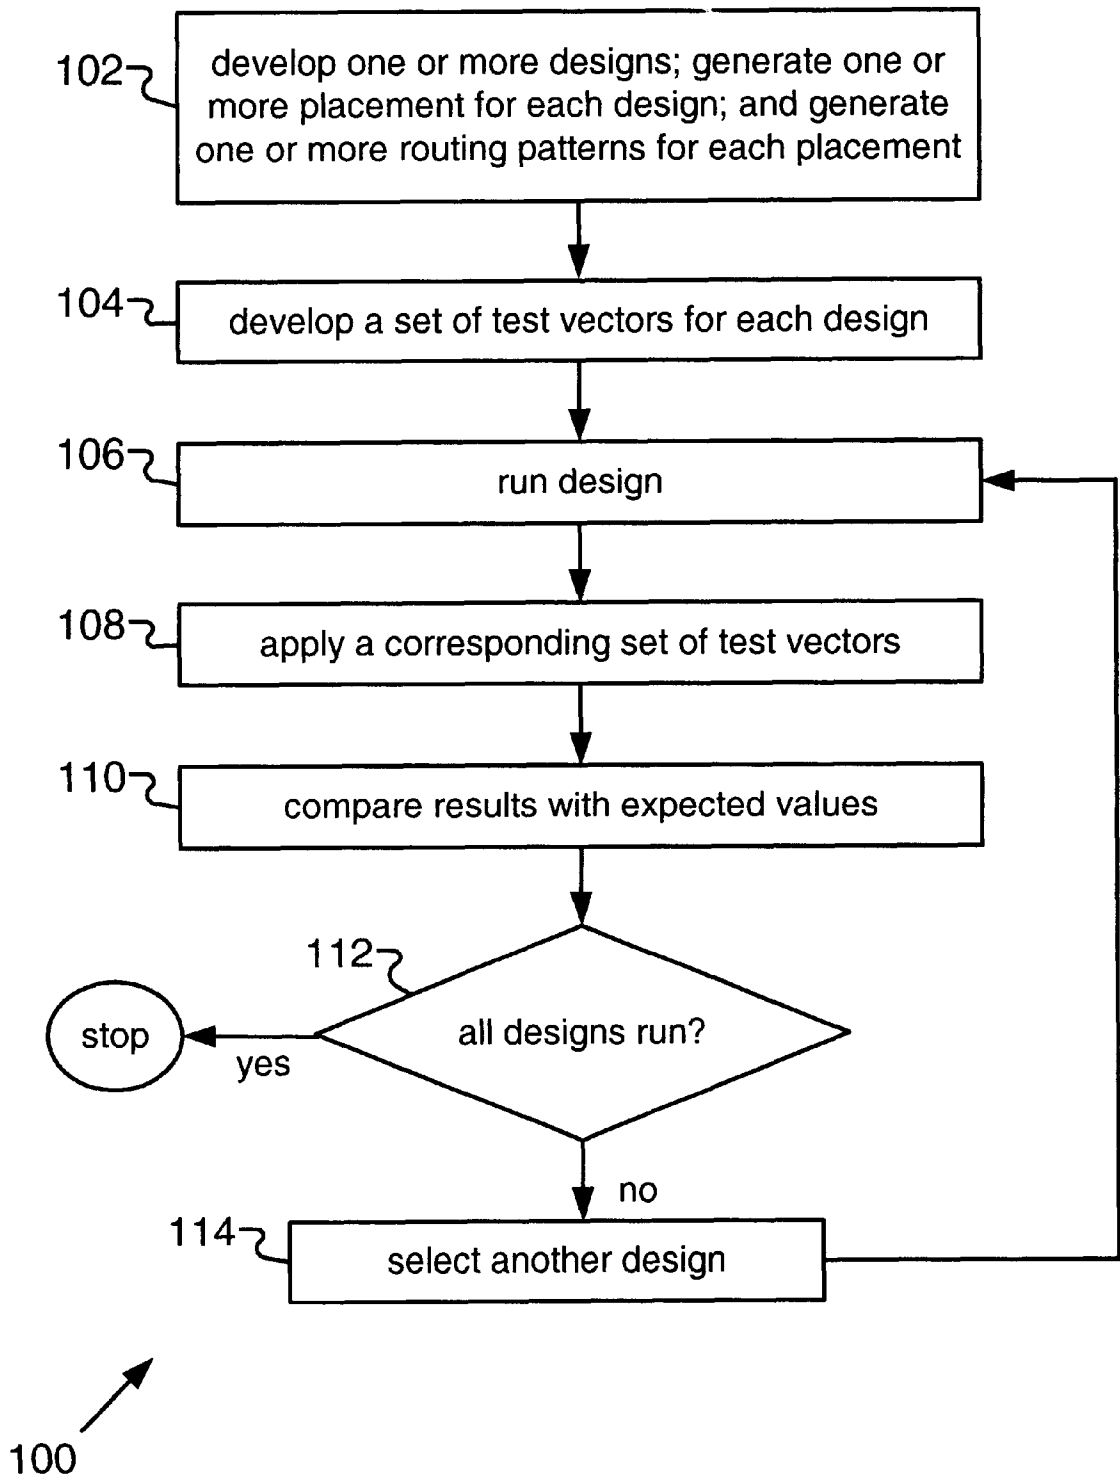 102
develop one or more designs; generate one or
more placement for each design; and generate
one or more routing patterns for each placement
104
develop a set of test vectors for each design
106
run design
108
apply a corresponding set of test vectors
110
compare results with expected values
112
all designs run?
stop
yes
no
114
select another design
100